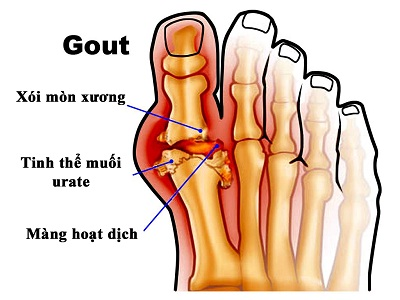 Gout
Xói mòn xương
Tinh thể muối
urate
Màng hoạt dịch